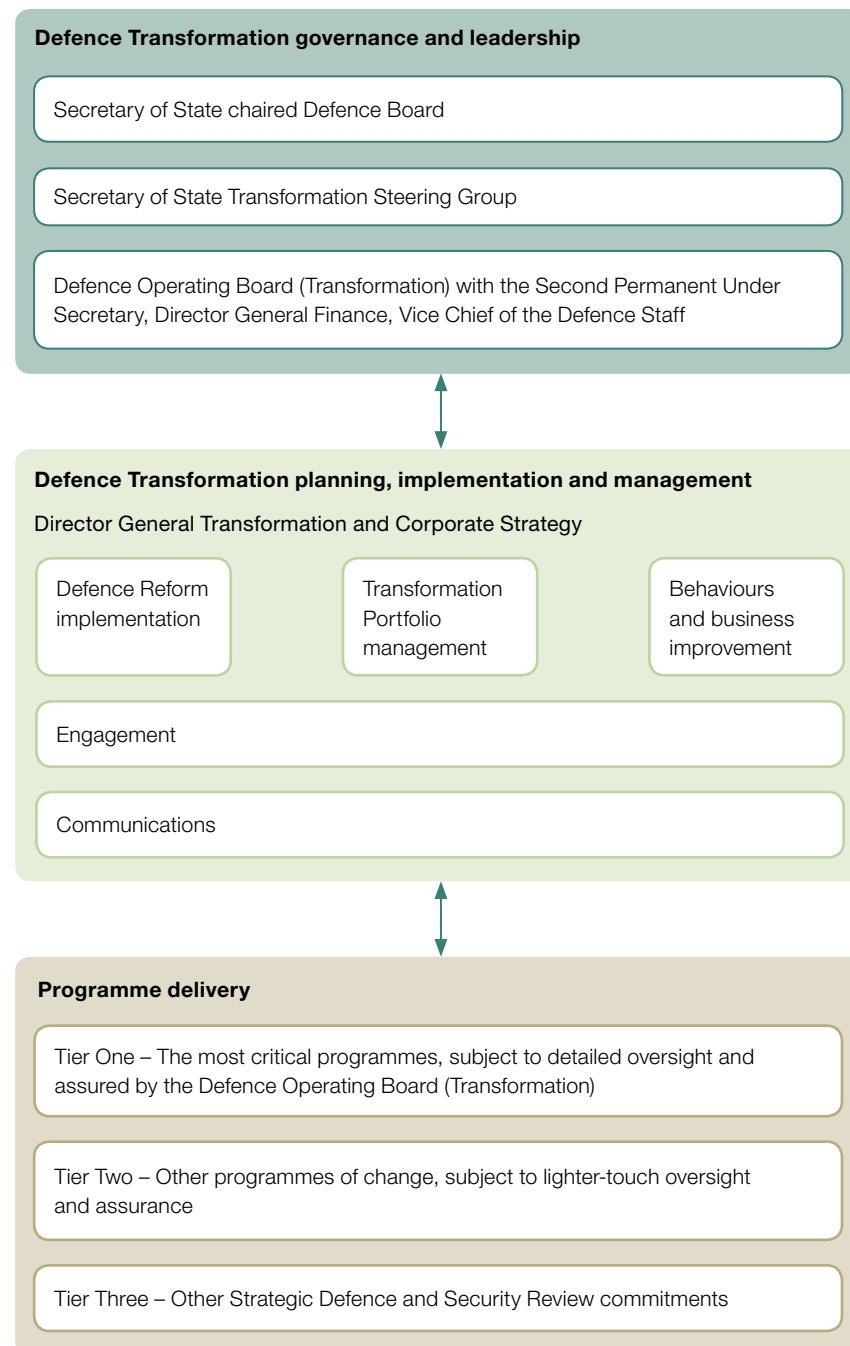 Defence Transformation governance and leadership
Secretary of State chaired Defence Board
Secretary of State Transformation Steering Group
Defence Operating Board (Transformation) with the Second Permanent Under
Secretary, Director General Finance, Vice Chief of the Defence Staff
Defence Transformation planning, implementation and management
Director General Transformation and Corporate Strategy
Defence Reform
implementation
Transformation
Portfolio
management
Behaviours
and business
improvement
Engagement
Communications
Programme delivery
Tier One – The most critical programmes, subject to detailed oversight and
assured by the Defence Operating Board (Transformation)
Tier Two – Other programmes of change, subject to lighter-touch oversight
and assurance
Tier Three – Other Strategic Defence and Security Review commitments